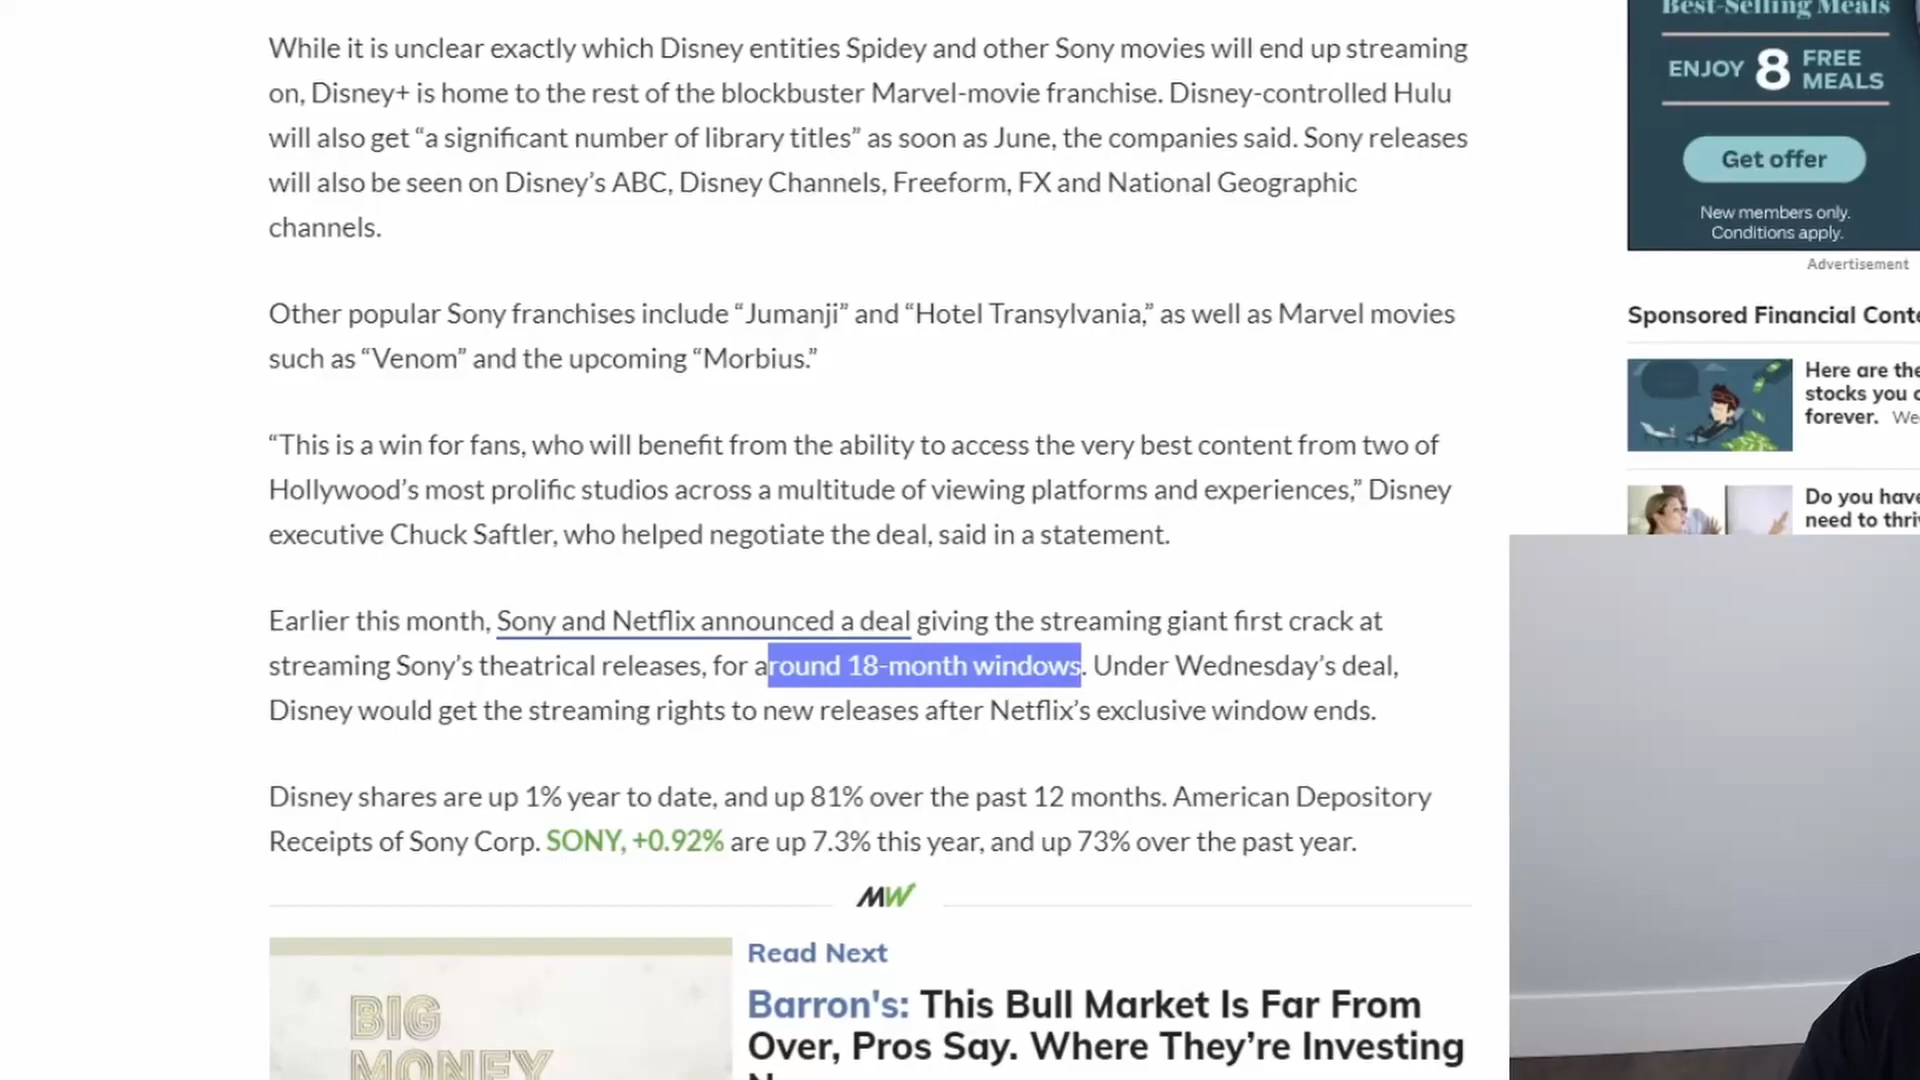 While it is unclear exactly which Disney entities Spidey and other Sony movies will end up streaming
on, Disney+ is home to the rest of the blockbuster Marvel-movie franchise. Disney-controlled Hulu
will also get “a significant number of library titles” as soon as June, the companies said. Sony releases
will also be seen on Disney’s ABC, Disney Channels, Freeform, FX and National Geographic
channels.
Other popular Sony franchises include “Jumanji” and “Hotel Transylvania,” as well as Marvel movies
such as “Venom” and the upcoming “Morbius.”
“This is a win for fans, who will benefit from the ability to access the very best content from two of
Hollywood’s most prolific studios across a multitude of viewing platforms and experiences,” Disney
executive Chuck Saftler, who helped negotiate the deal, said in a statement.
Earlier this month, Sony and Netflix announced a deal giving the streaming giant first crack at
streaming Sony’s theatrical releases, for around 18-month windows. Under Wednesday’s deal,
Disney would get the streaming rights to new releases after Netflix’s exclusive window ends.
Disney shares are up 1% year to date, and up 81% over the past 12 months. American Depository
Receipts of Sony Corp. SONY, +0.92% are up 7.3% this year, and up 73% over the past year.
MW
BIG
MONEY
Read Next
Barron's: This Bull Market Is Far From
Over, Pros Say. Where They’re Investing
Best-Selling Meals
ENJOY 8 FREE
MEALS
Get offer
New members only.
Conditions apply.
Advertisement
Sponsored Financial Conte
Here are the
stocks you c
forever. We
Do you have
need to thri